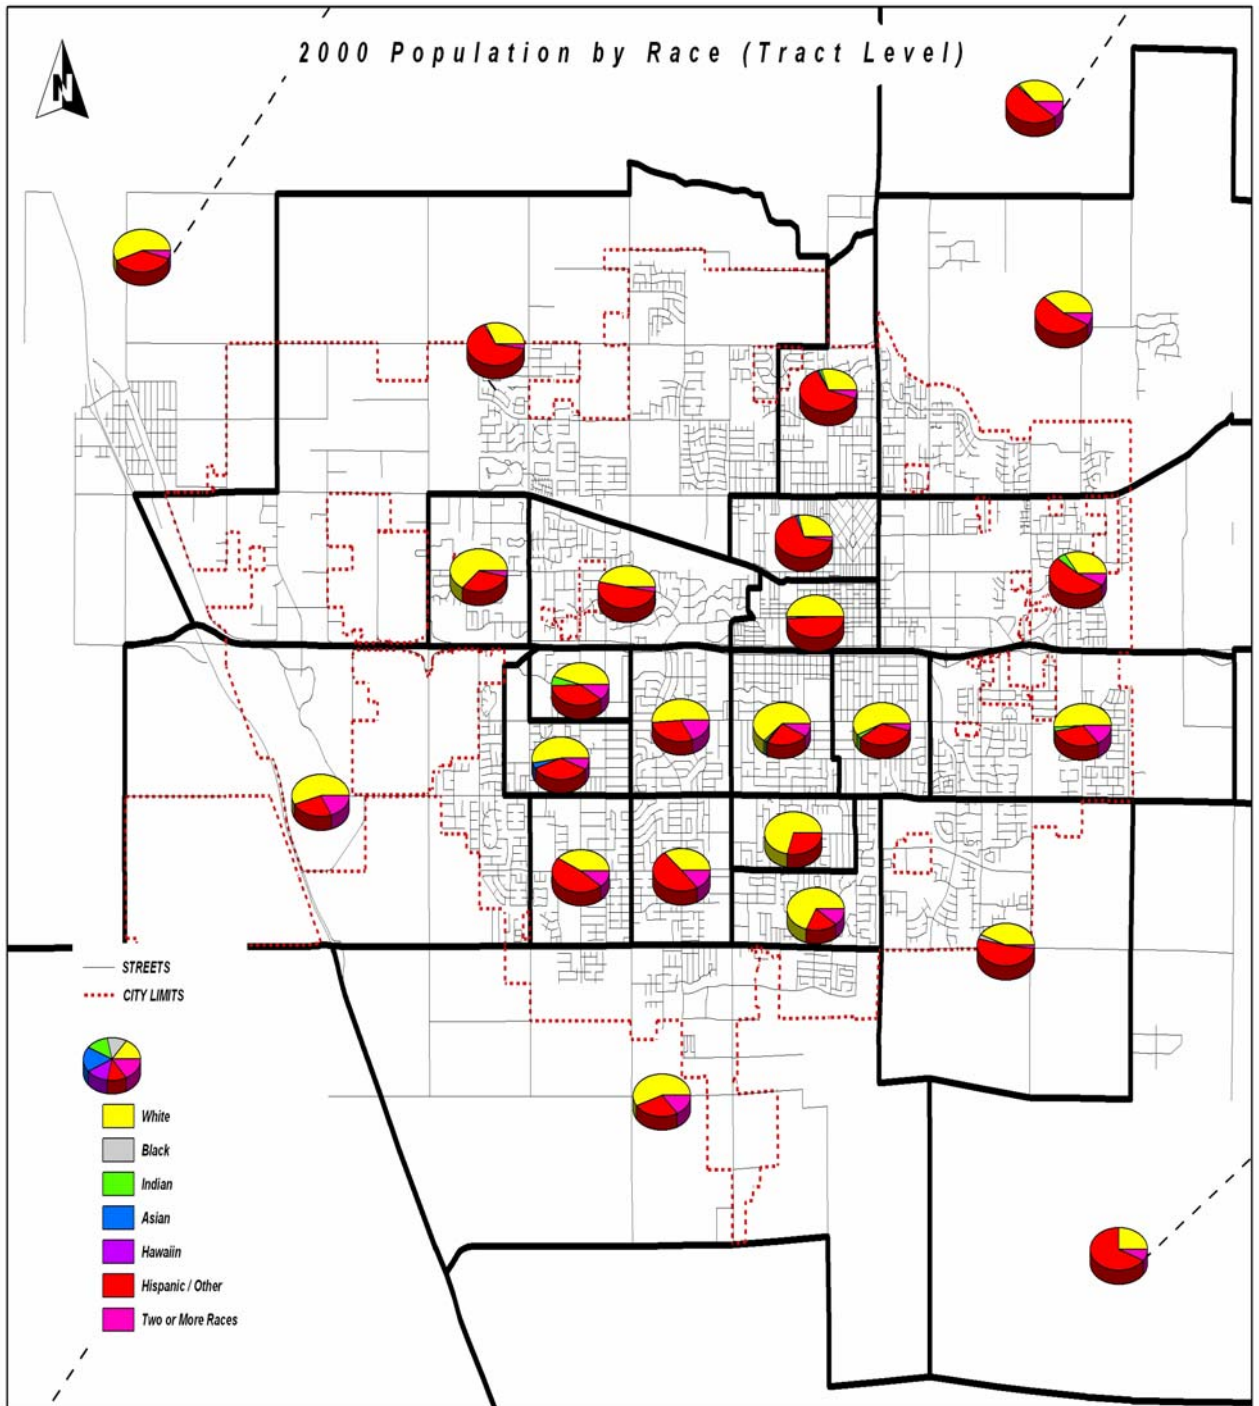 2000 Population by Race (Tract Level)
N
STREETS
CITY LIMITS
White
Black
Indian
Asian
Hawaiin
Hispanic / Other
Two or More Races